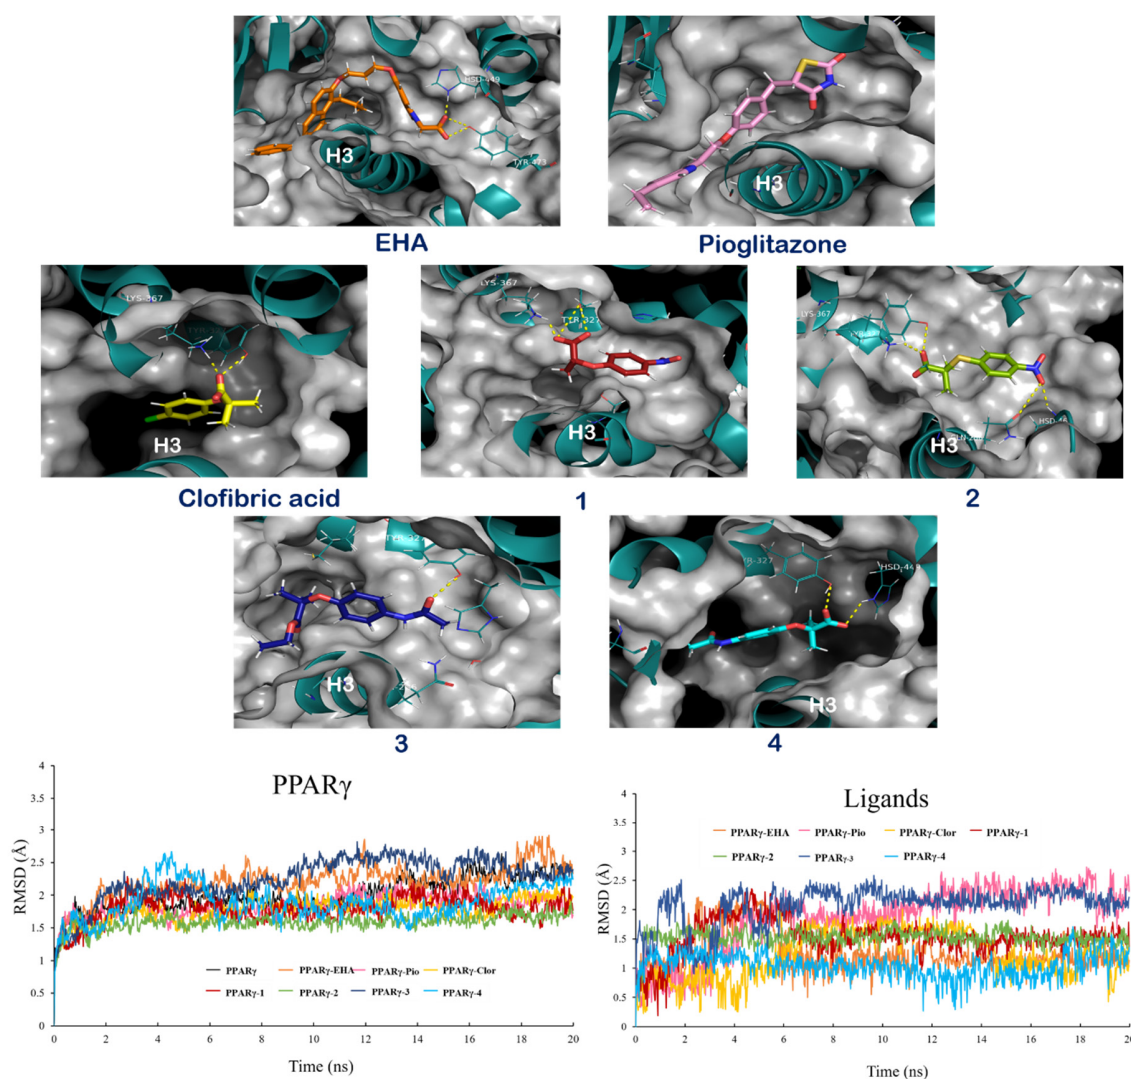 HSD-449
TYR-473
H3
H3
EHA
Pioglitazone
LYS-367
H3
LYS-367
TYR-327
H3
LYS-367
H3
Clofibric acid
1
2
TYR-327
H3
HSD-449
H3
3
4
PPARγ
RMSD (Å)
4
3.5
3
2.5
2
1.5
1
0.5
0
PPARγ PPARγ-EHA PPARγ-Pio PPARγ-Clor
PPARγ-1 PPARγ-2 PPARγ-3 PPARγ-4
0 2 4 6 8 10 12 14 16 18 20
Time (ns)
Ligands
PPARγ-EHA PPARγ-Pio PPARγ-Clor PPARγ-1
PPARγ-2 PPARγ-3 PPARγ-4
RMSD (Å)
4
3.5
3
2.5
2
1.5
1
0.5
0
0 2 4 6 8 10 12 14 16 18 20
Time (ns)